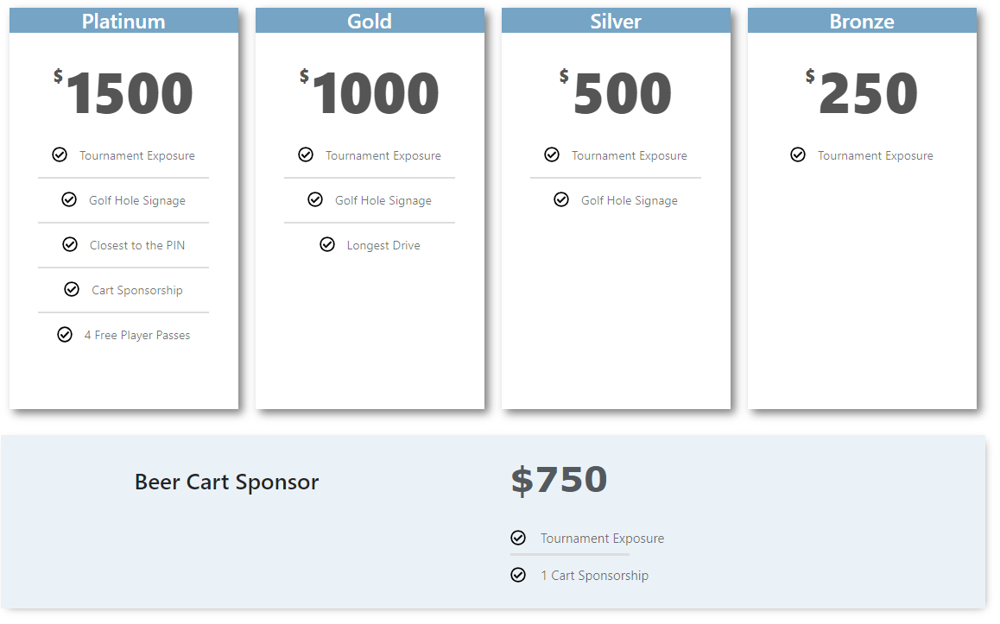 Platinum
$1500
Tournament Exposure
Golf Hole Signage
Closest to the PIN
Cart Sponsorship
4 Free Player Passes
Gold
$1000
Tournament Exposure
Golf Hole Signage
Longest Drive
Silver
$500
Tournament Exposure
Golf Hole Signage
Bronze
$250
Tournament Exposure
Beer Cart Sponsor
$750
Tournament Exposure
1 Cart Sponsorship